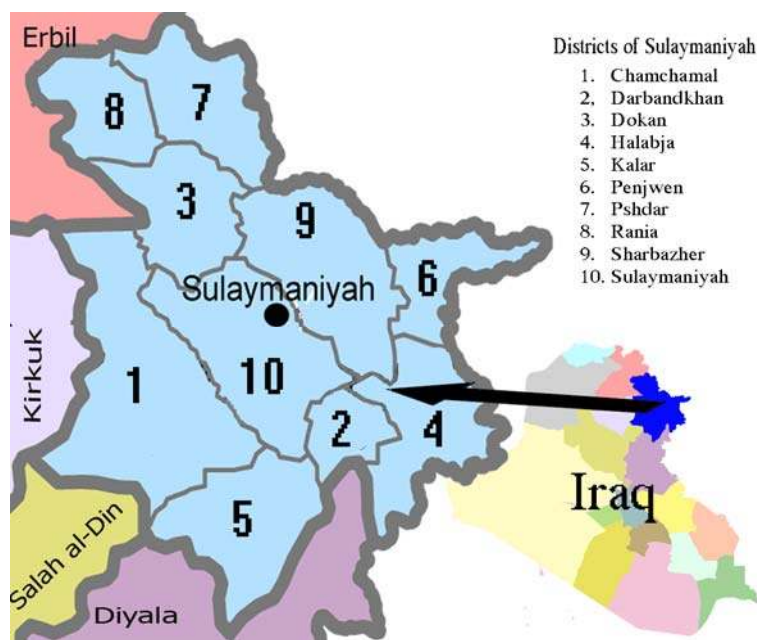 Erbil
Districts of Sulaymaniyah
1. Chamchamal
2, Darbandkhan
3. Dokan
4. Halabja
5. Kalar
6. Penjwen
7. Pshdar
8. Rania
9. Sharbazher
10. Sulaymaniyah
7
8
3
9
6
Sulaymaniyah
Kirkuk
1
10
2
4
Iraq
5
Salah al-Din
Diyala